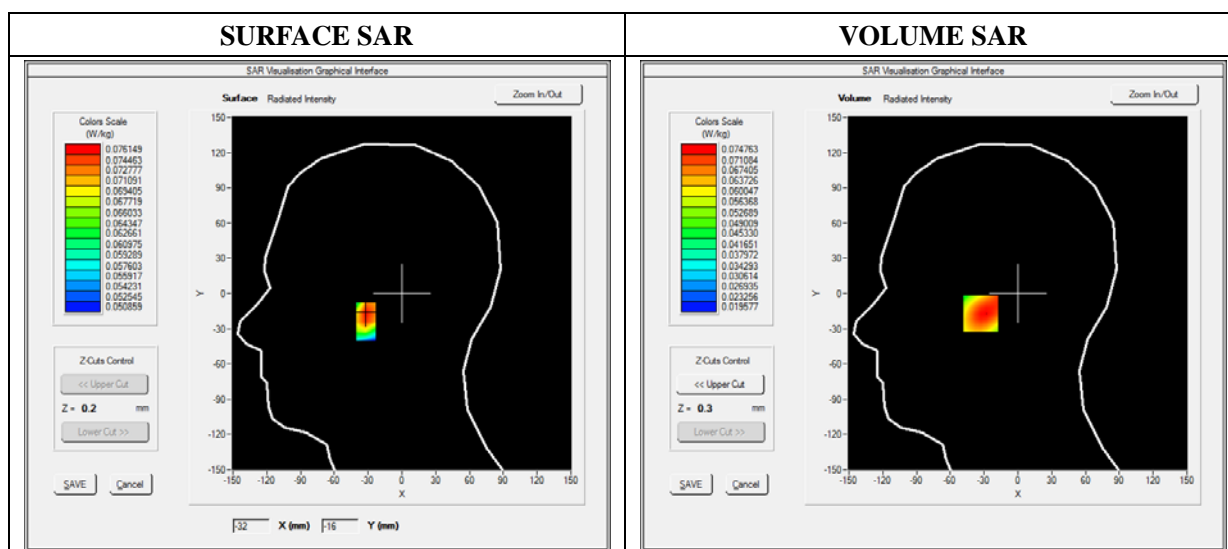 SURFACE SAR
VOLUME SAR
SAR Visualisation Graphical Interface
Surface Radiated Intensity
Zoom In/Out
Colors Scale
(W/kg)
0.076149
0.074463
0.072777
0.071091
0.069405
0.067719
0.066033
0.064347
0.062661
0.060975
0.059289
0.057603
0.055917
0.054231
0.052545
0.050859
Z-Cuts Control
<< Upper Cut
Z = 0.2 mm
Lower Cut >>
SAVE Cancel
150
120
90
60
30
0
-30
-60
-90
-120
-150
Y
-150 -120 -90 -60 -30 0 30 60 90 120 150
X
-32 X (mm) -16 Y (mm)
SAR Visualisation Graphical Interface
Volume Radiated Intensity
Zoom In/Out
Colors Scale
(W/kg)
0.074763
0.071084
0.067405
0.063726
0.060047
0.056368
0.052689
0.049009
0.045330
0.041651
0.037972
0.034293
0.030614
0.026935
0.023256
0.019577
Z-Cuts Control
<< Upper Cut
Z = 0.3 mm
Lower Cut >>
SAVE Cancel
150
120
90
60
30
0
-30
-60
-90
-120
-150
Y
-150 -120 -90 -60 -30 0 30 60 90 120 150
X